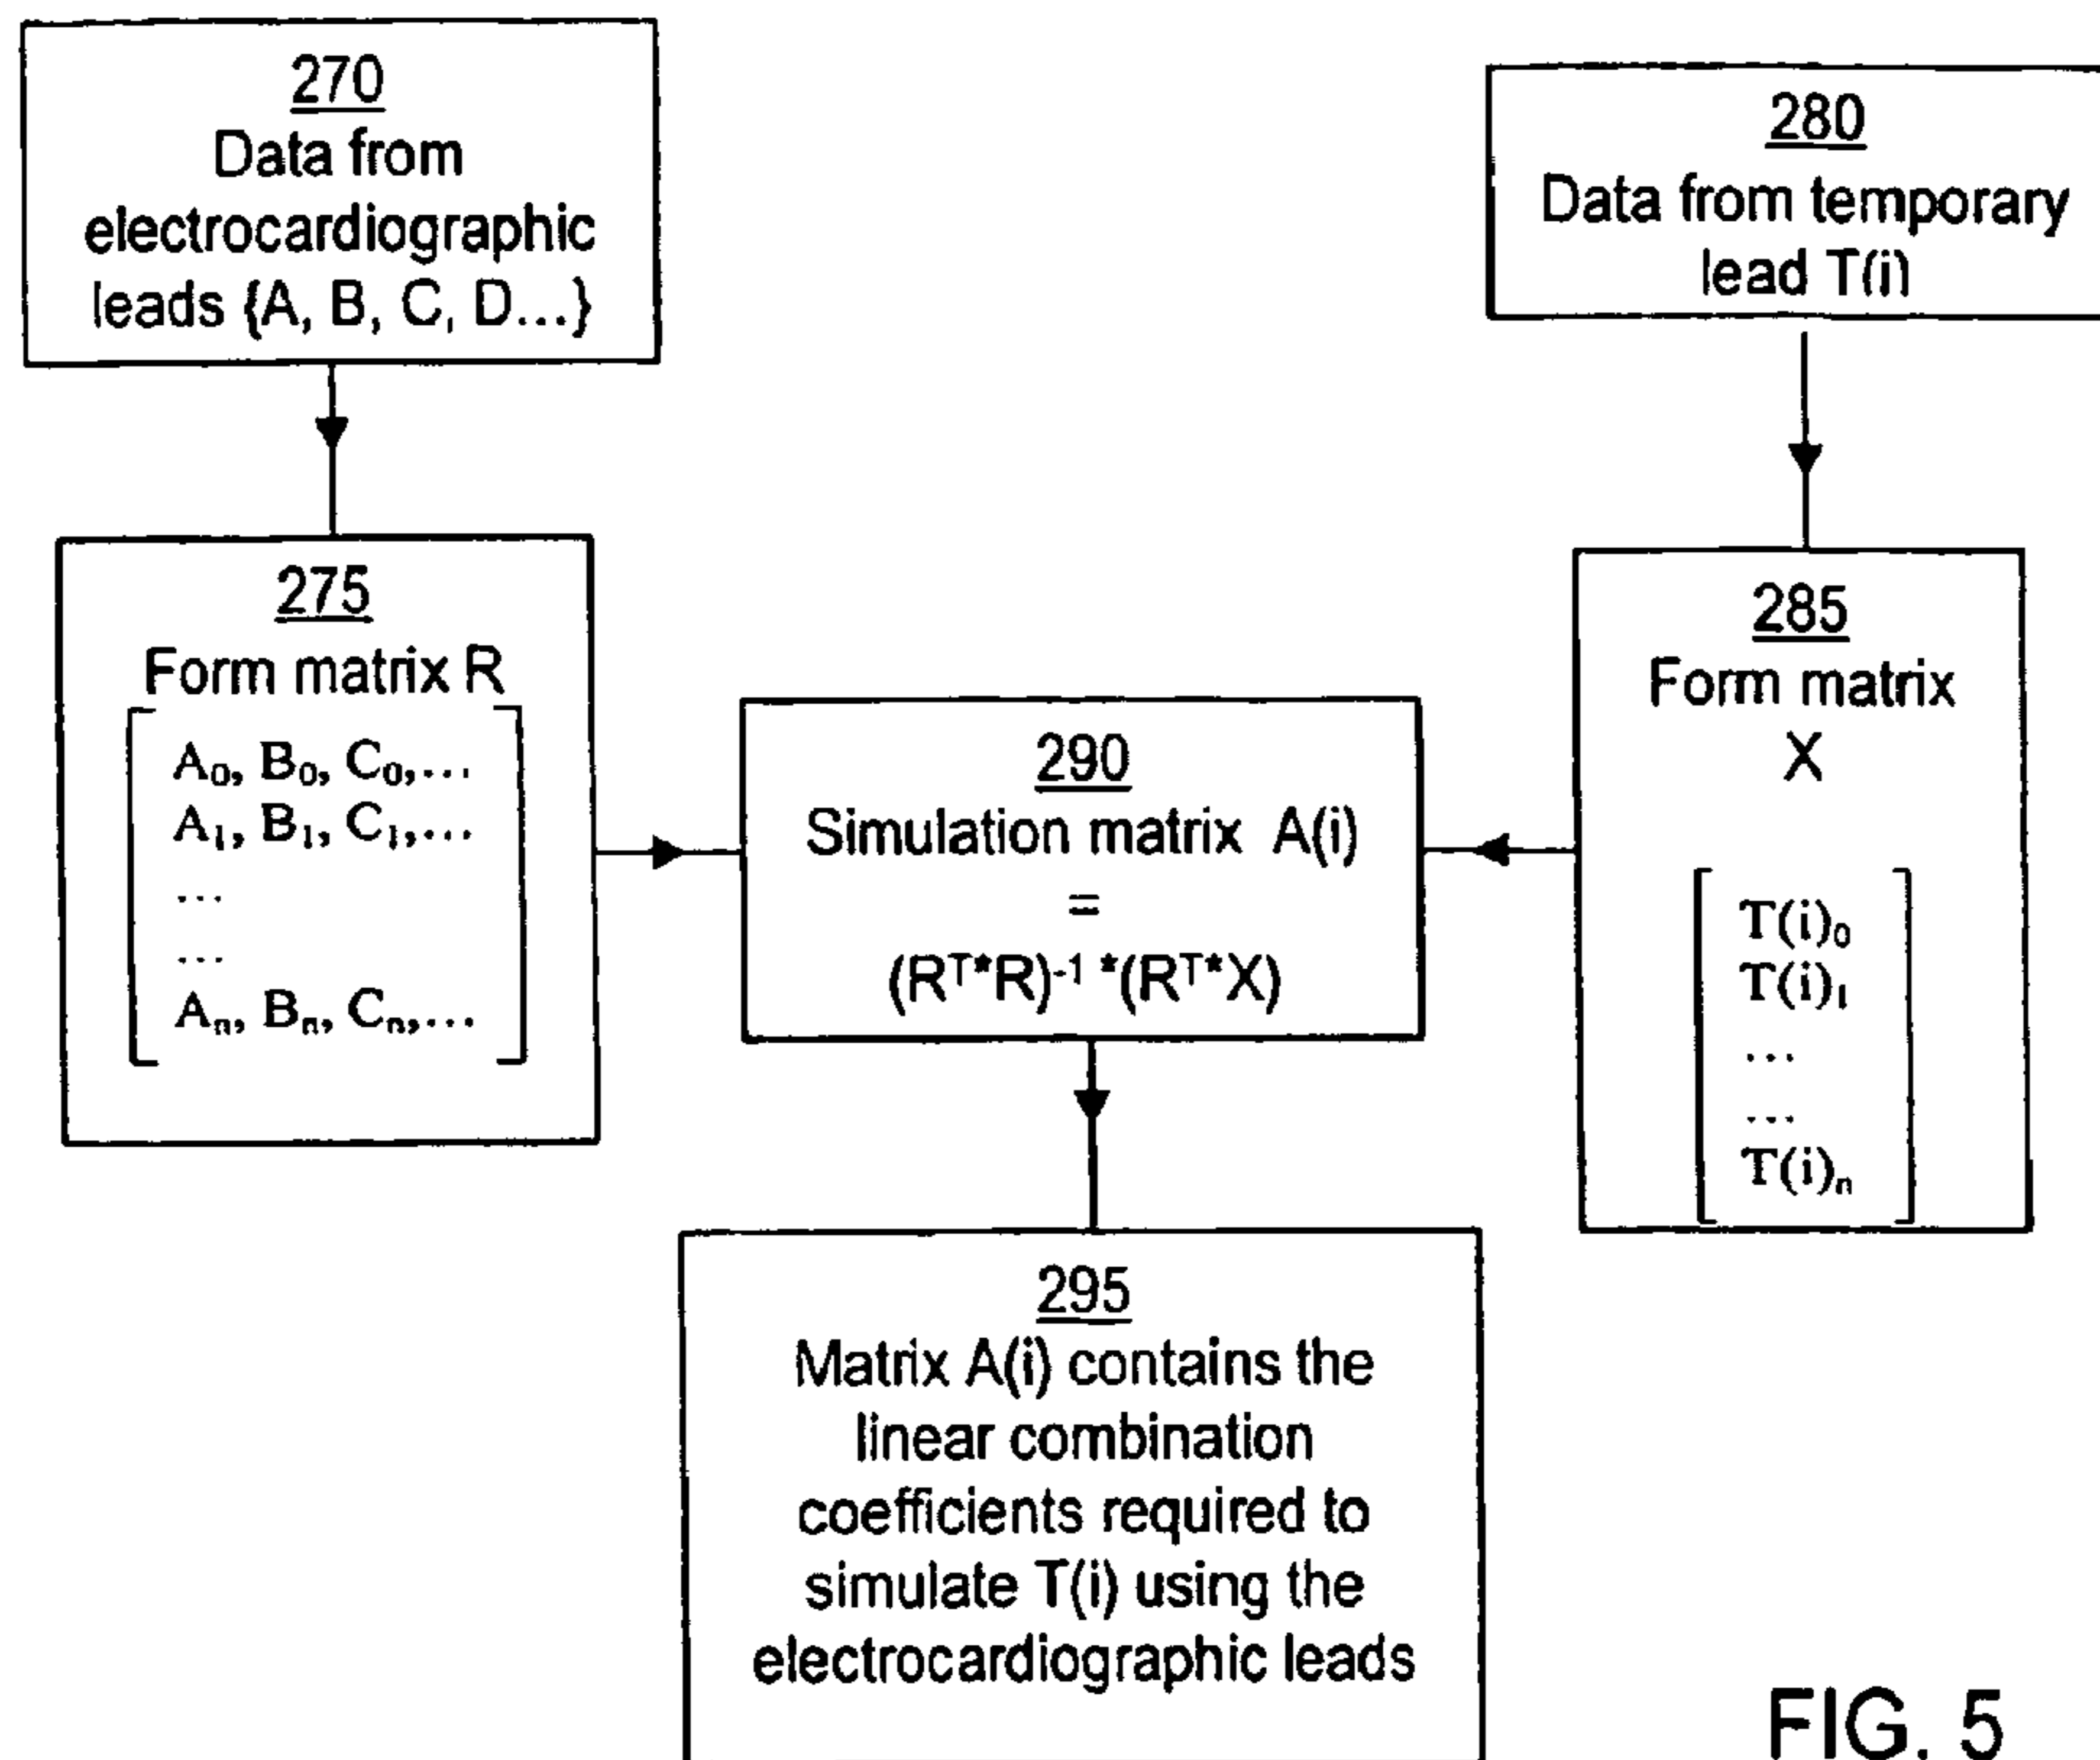 270
Data from
electrocardiographic
leads {A, B, C, D...}
280
Data from temporary
lead T(i)
275
Form matrix R
A₀, B₀, C₀,...
A₁, B₁, C₁,...
...
...
Aₙ, Bₙ, Cₙ,...
290
Simulation matrix A(i)
=
(Rᵀ*R)⁻¹ *(Rᵀ*X)
285
Form matrix
X
T(i)₀
T(i)₁
...
...
T(i)ₙ
295
Matrix A(i) contains the
linear combination
coefficients required to
simulate T(i) using the
electrocardiographic leads
FIG. 5